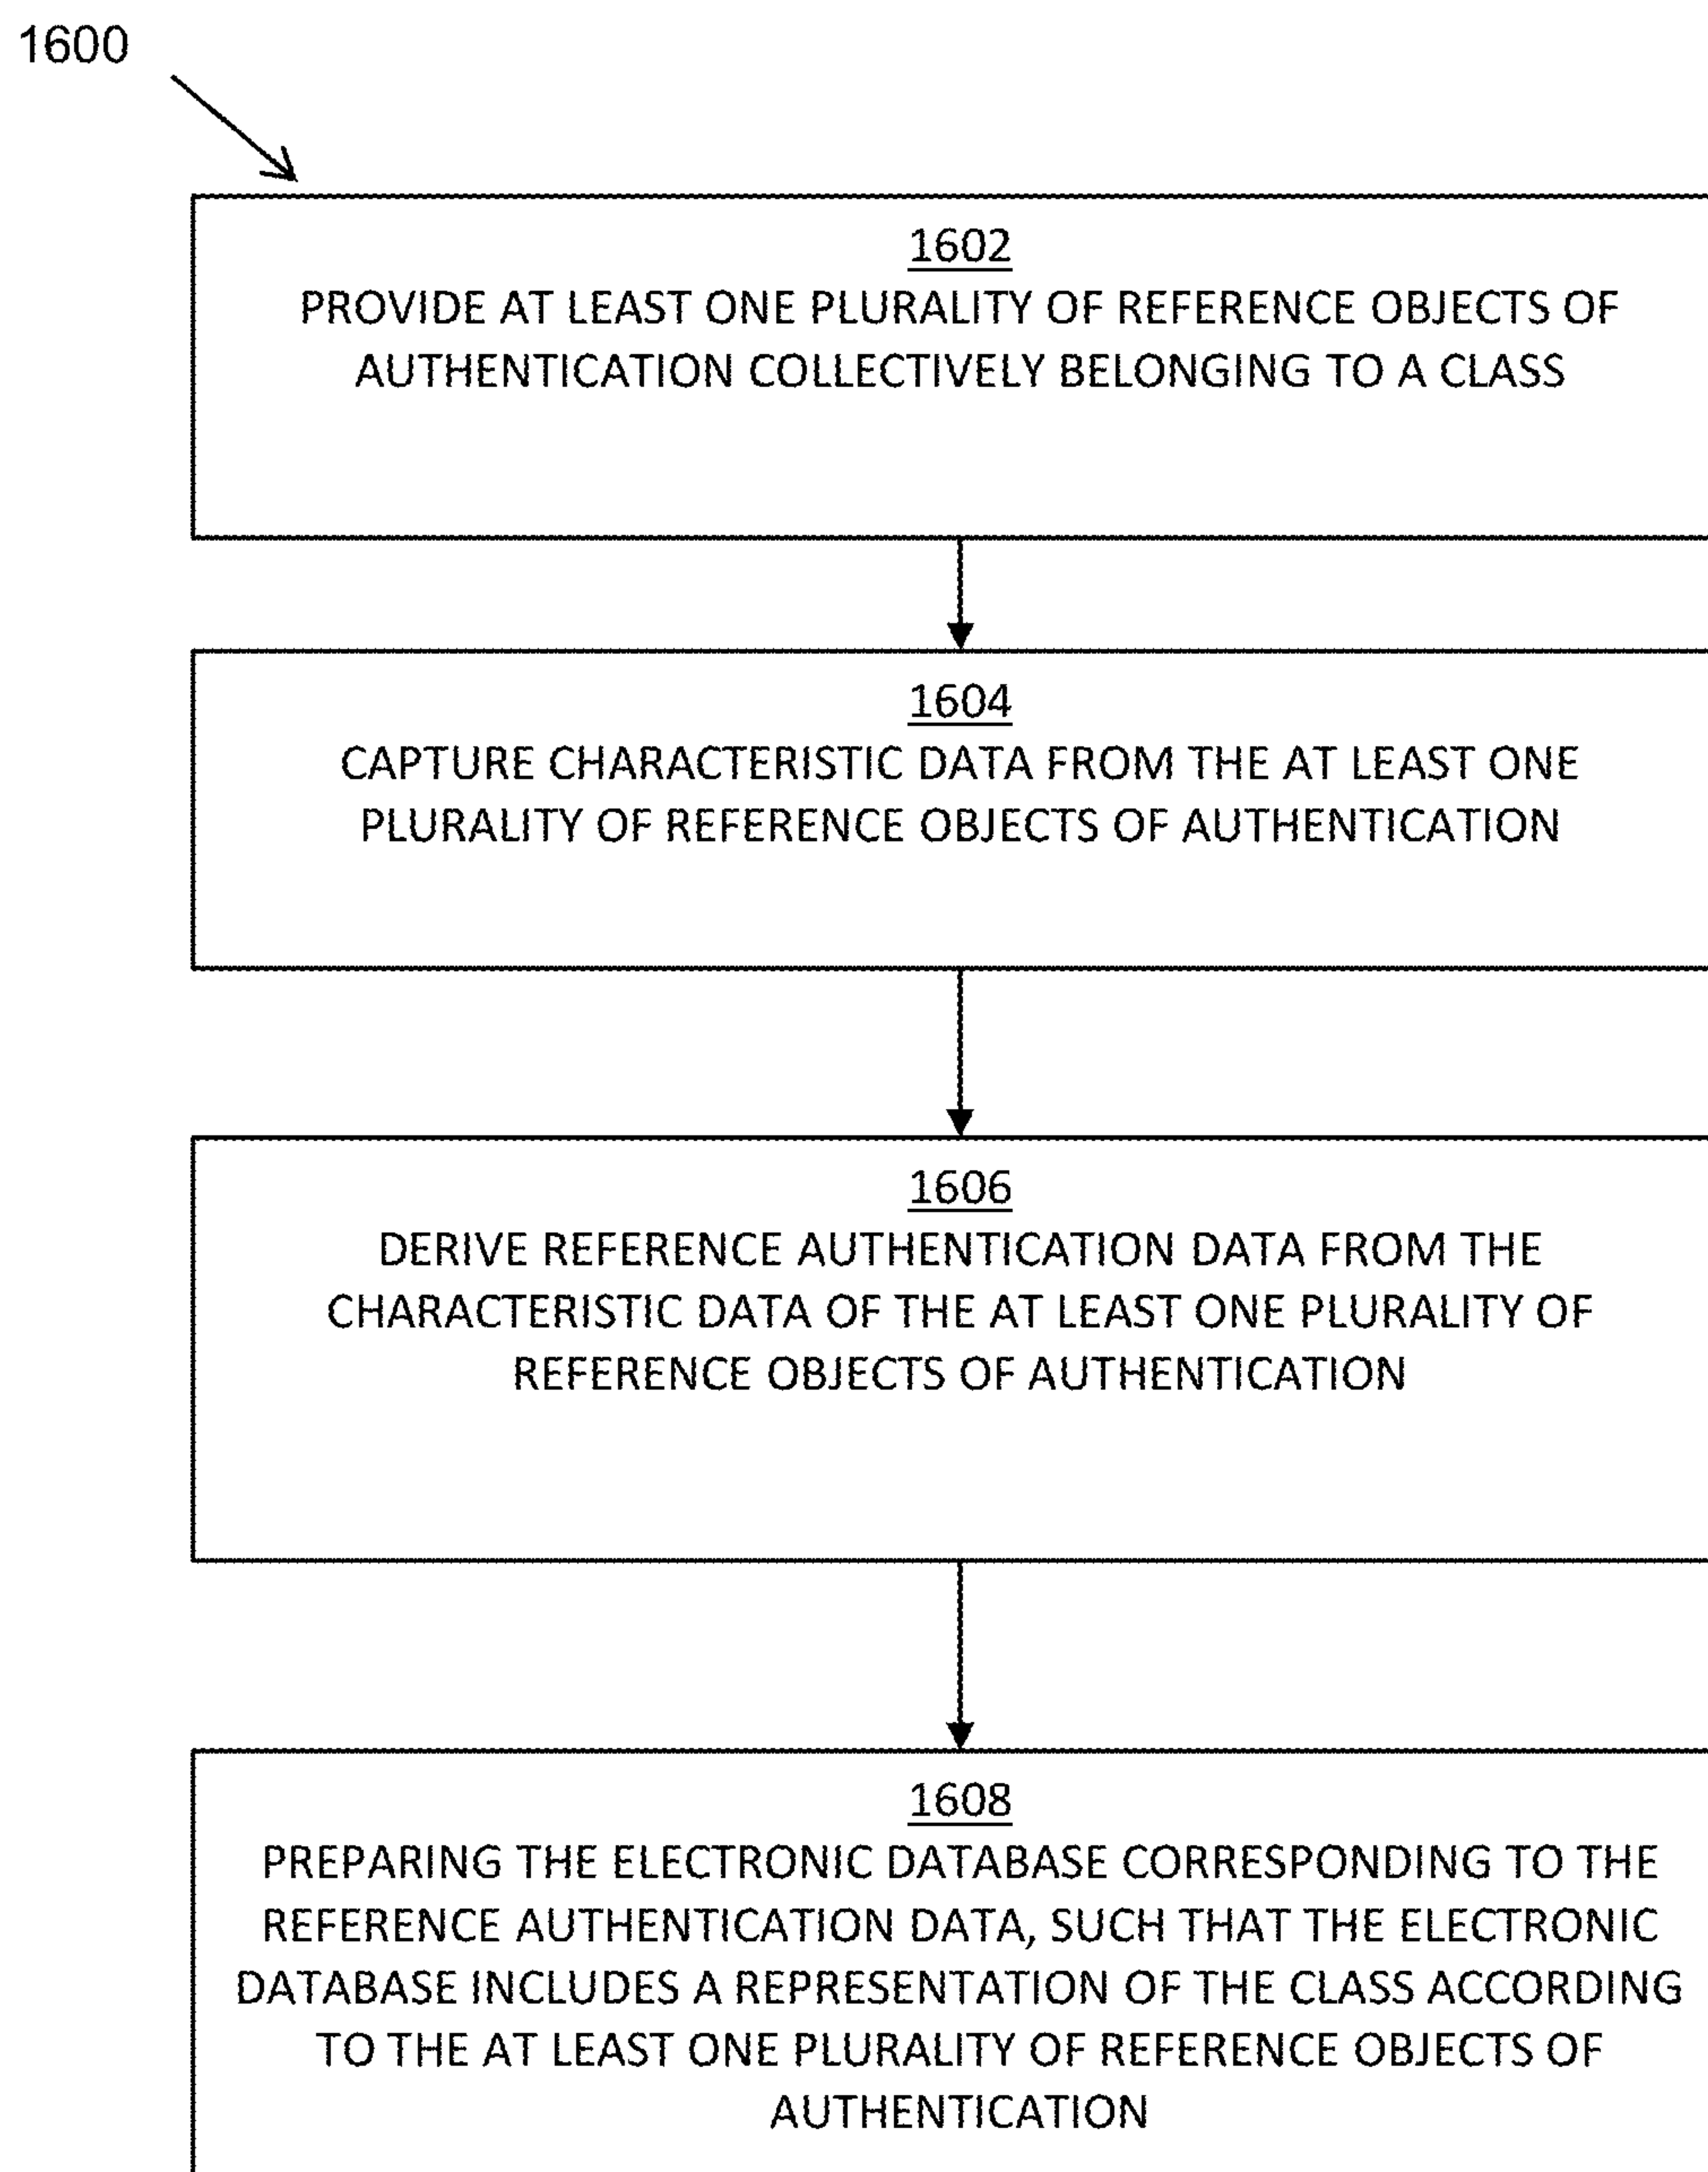 1600
1602
PROVIDE AT LEAST ONE PLURALITY OF REFERENCE OBJECTS OF
AUTHENTICATION COLLECTIVELY BELONGING TO A CLASS
1604
CAPTURE CHARACTERISTIC DATA FROM THE AT LEAST ONE
PLURALITY OF REFERENCE OBJECTS OF AUTHENTICATION
1606
DERIVE REFERENCE AUTHENTICATION DATA FROM THE
CHARACTERISTIC DATA OF THE AT LEAST ONE PLURALITY OF
REFERENCE OBJECTS OF AUTHENTICATION
1608
PREPARING THE ELECTRONIC DATABASE CORRESPONDING TO THE
REFERENCE AUTHENTICATION DATA, SUCH THAT THE ELECTRONIC
DATABASE INCLUDES A REPRESENTATION OF THE CLASS ACCORDING
TO THE AT LEAST ONE PLURALITY OF REFERENCE OBJECTS OF
AUTHENTICATION